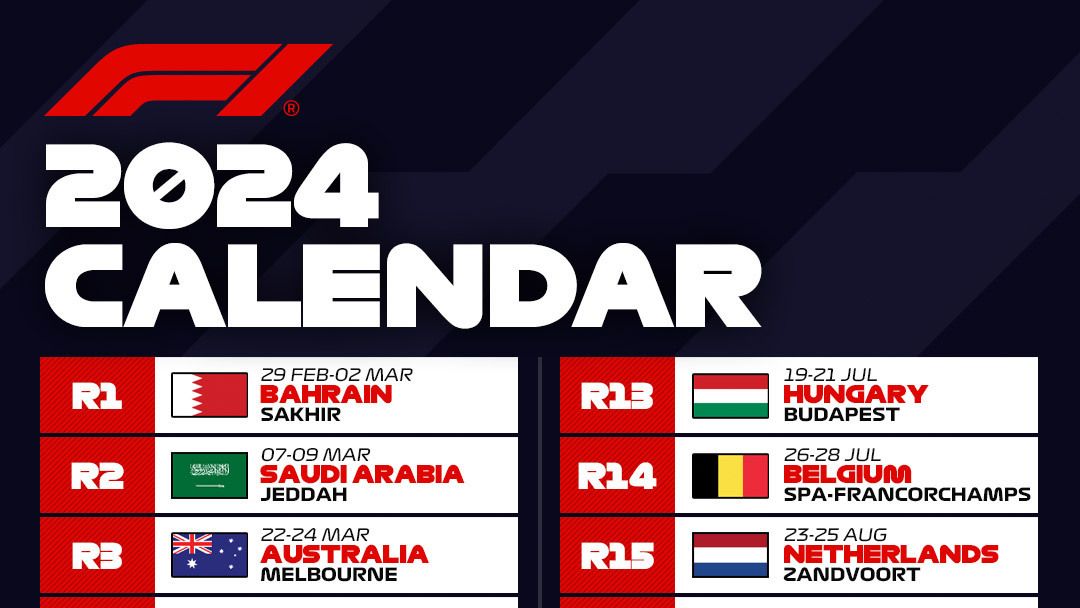 F1®
2024
CALENDAR
R1
29 FEB-02 MAR
BAHRAIN
SAKHIR
R2
07-09 MAR
SAUDI ARABIA
JEDDAH
R3
22-24 MAR
AUSTRALIA
MELBOURNE
R13
19-21 JUL
HUNGARY
BUDAPEST
R14
26-28 JUL
BELGIUM
SPA-FRANCORCHAMPS
R15
23-25 AUG
NETHERLANDS
ZANDVOORT